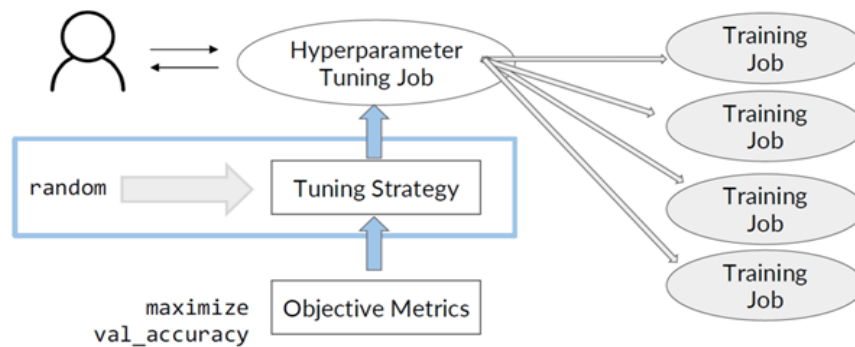 Hyperparameter
Tuning Job
Training
Job
Training
Job
random
Tuning Strategy
Training
Job
Training
Job
maximize
val_accuracy
Objective Metrics